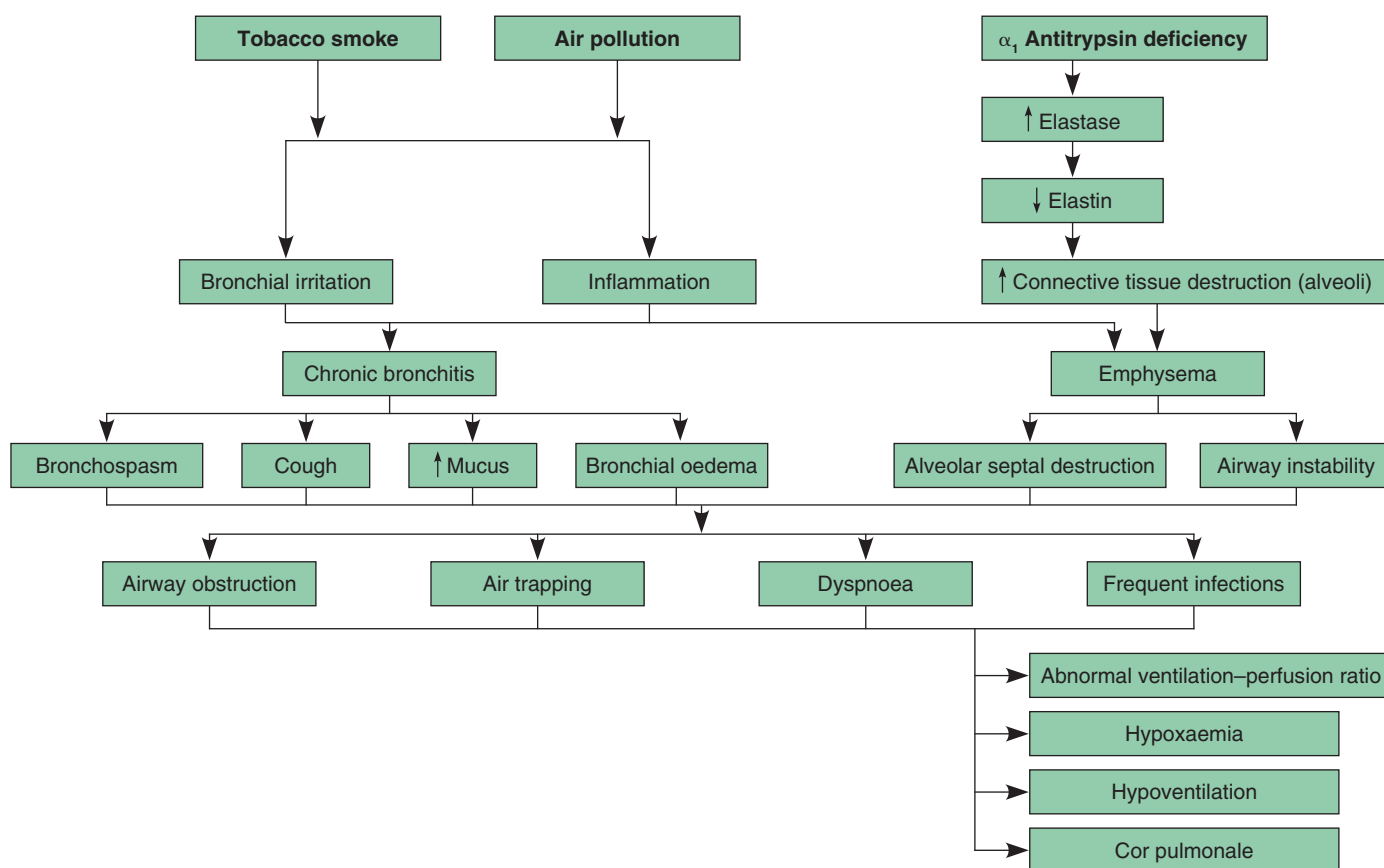 Tobacco smoke
Air pollution
α1 Antitrypsin deficiency
↑ Elastase
↓ Elastin
Bronchial irritation
Inflammation
↑ Connective tissue destruction (alveoli)
Chronic bronchitis
Emphysema
Bronchospasm
Cough
↑ Mucus
Bronchial oedema
Alveolar septal destruction
Airway instability
Airway obstruction
Air trapping
Dyspnoea
Frequent infections
Abnormal ventilation–perfusion ratio
Hypoxaemia
Hypoventilation
Cor pulmonale